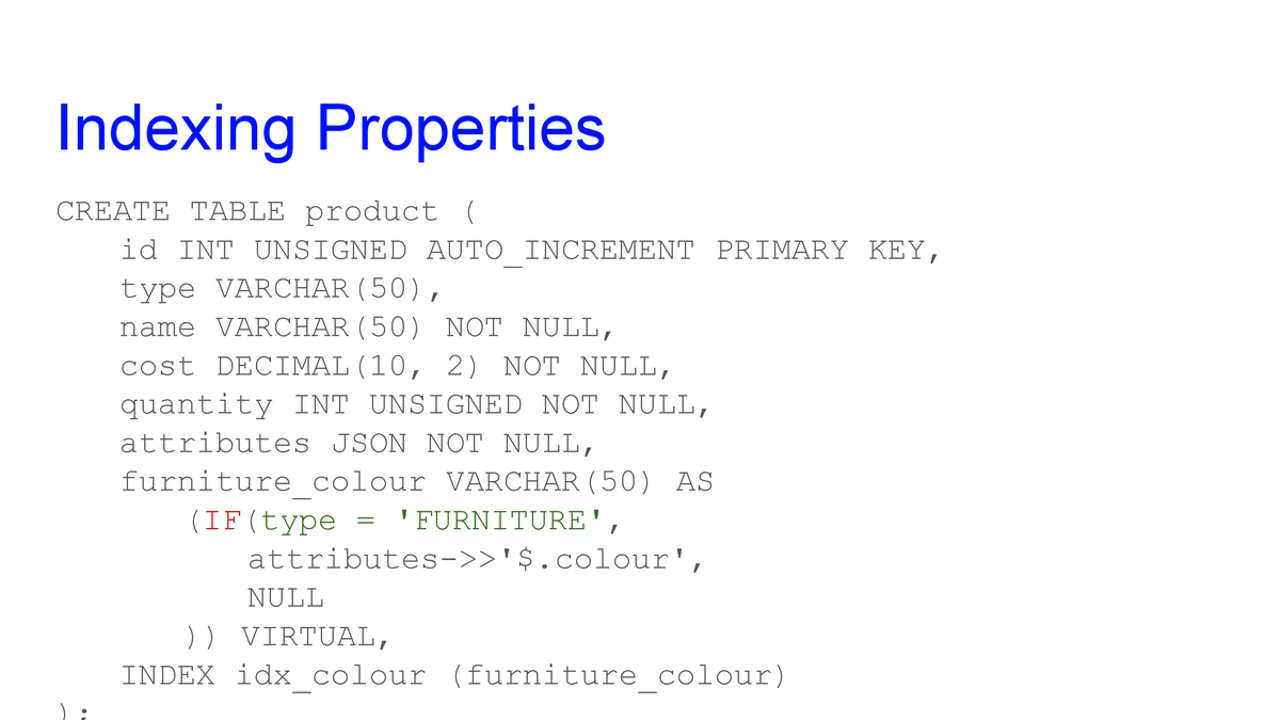 Indexing Properties
CREATE TABLE product (
id INT UNSIGNED AUTO_INCREMENT PRIMARY KEY,
type VARCHAR(50),
name VARCHAR(50) NOT NULL,
cost DECIMAL(10, 2) NOT NULL,
quantity INT UNSIGNED NOT NULL,
attributes JSON NOT NULL,
furniture_colour VARCHAR(50) AS
(IF(type = 'FURNITURE',
attributes->>'$.colour',
NULL
)) VIRTUAL,
INDEX idx_colour (furniture_colour)
);